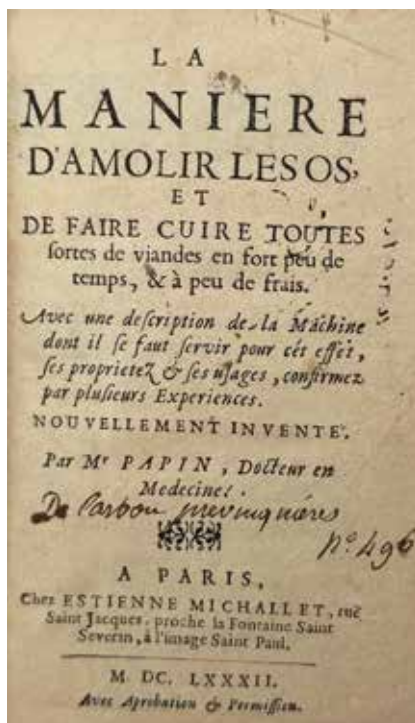 LA
MANIERE
D'AMOLIR LES OS,
ET
DE FAIRE CUIRE TOUTES
ſortes de viandes en fort peu de
temps, & à peu de frais.
Avec une deſcription de la Machine
dont il ſe faut ſervir pour cét effet,
ſes proprietez & ſes uſages, confirmez
par pluſieurs Experiences.
NOUVELLEMENT INVENTÉ.
Par Mr PAPIN, Docteur en
Medecine.
De
nº 496
A PARIS,
Chez ESTIENNE MICHALLET, ruë
Saint Jacques, proche la Fontaine Saint
Severin, à l'image Saint Paul.
M. DC. LXXXII.
Avec Aprobation & Permiſſion.